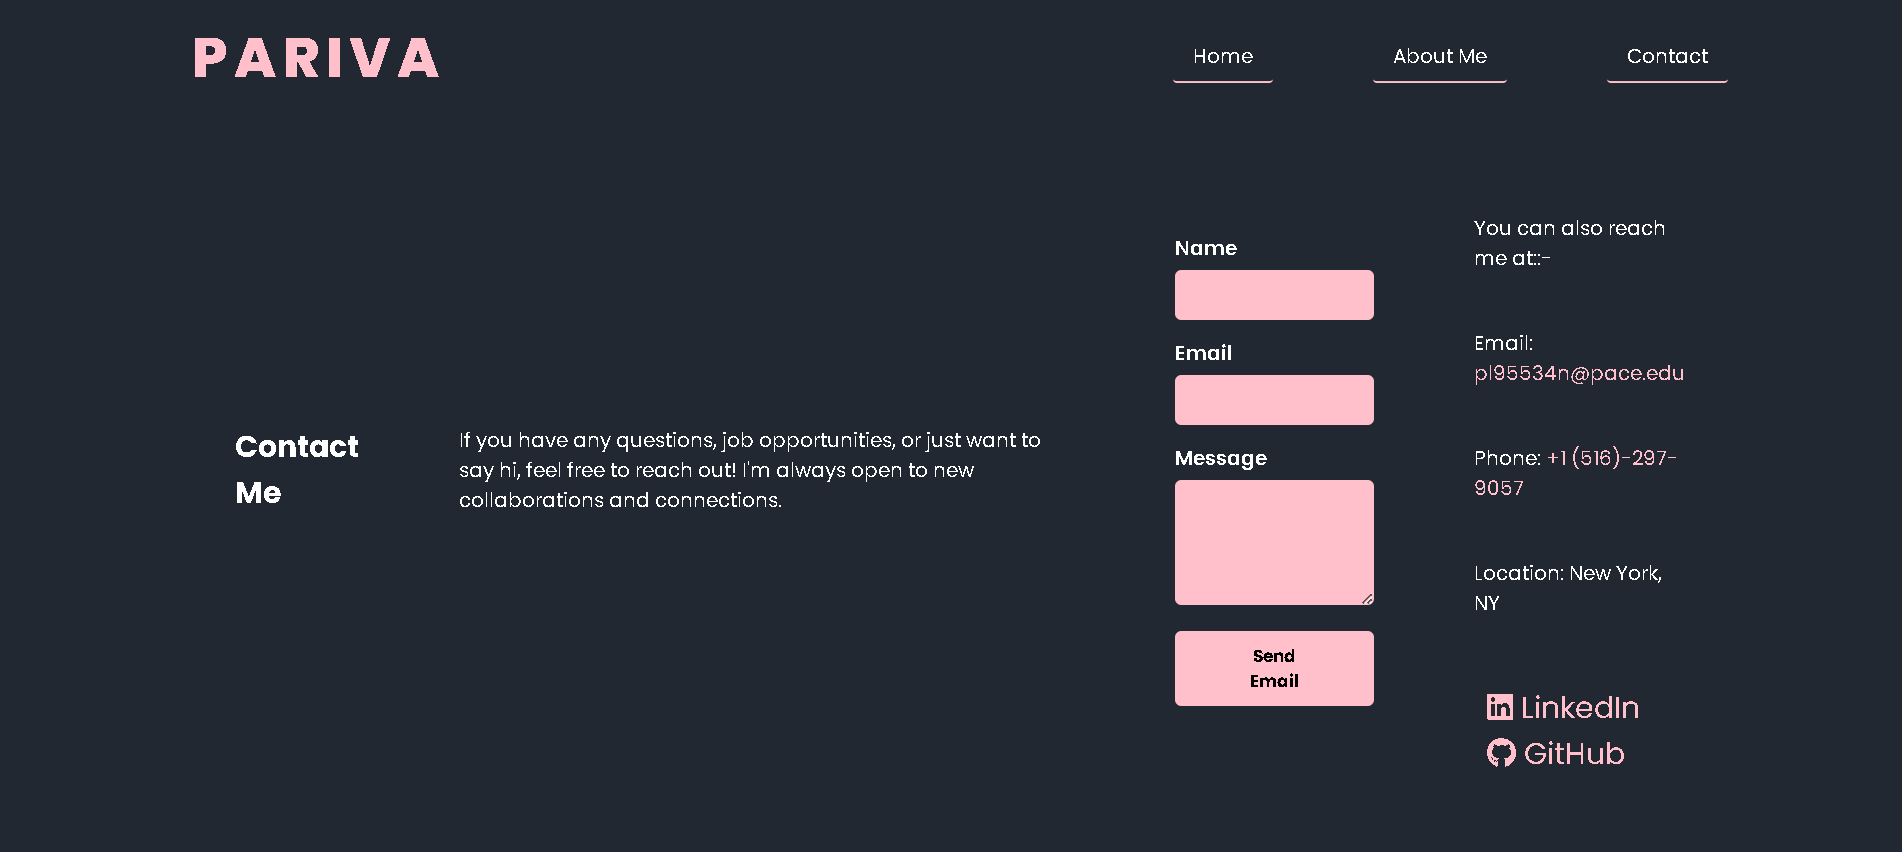 PARIVA
Home
About Me
Contact
Contact
Me
If you have any questions, job opportunities, or just want to
say hi, feel free to reach out! I'm always open to new
collaborations and connections.
Name
Email
Message
Send
Email
You can also reach
me at::-
Email:
pl95534n@pace.edu
Phone: +1 (516)-297-
9057
Location: New York,
NY
LinkedIn
GitHub